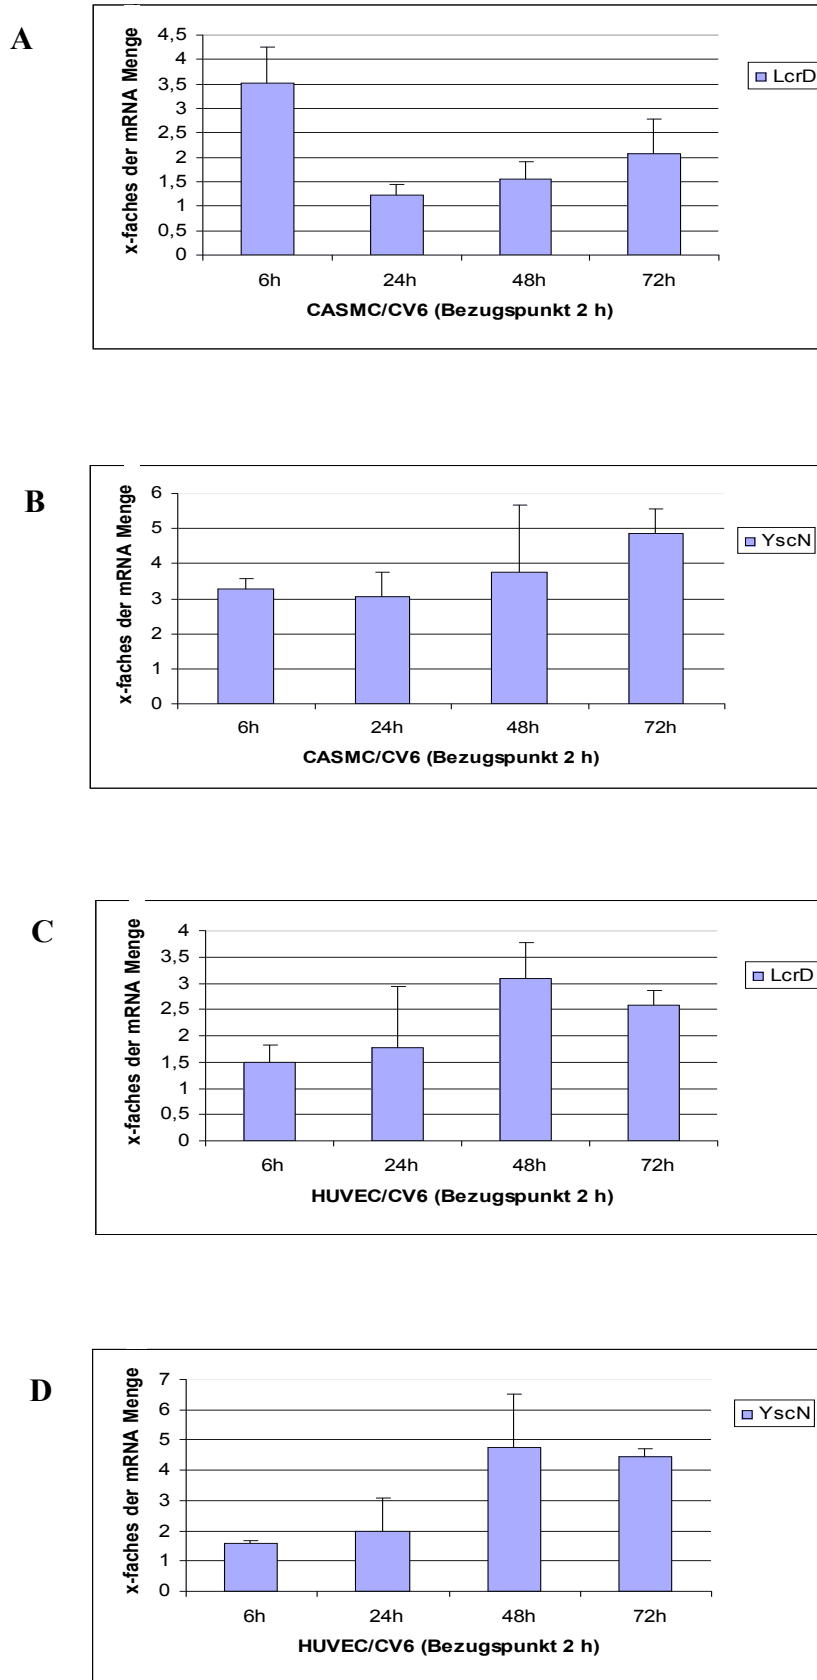 A
x-faches der mRNA Menge
4,5
4
3,5
3
2,5
2
1,5
1
0,5
0
6h 24h 48h 72h
CASMC/CV6 (Bezugspunkt 2 h)
LcrD
B
x-faches der mRNA Menge
6
5
4
3
2
1
0
6h 24h 48h 72h
CASMC/CV6 (Bezugspunkt 2 h)
YscN
C
x-faches der mRNA Menge
4
3,5
3
2,5
2
1,5
1
0,5
0
6h 24h 48h 72h
HUVEC/CV6 (Bezugspunkt 2 h)
LcrD
D
x-faches der mRNA Menge
7
6
5
4
3
2
1
0
6h 24h 48h 72h
HUVEC/CV6 (Bezugspunkt 2 h)
YscN